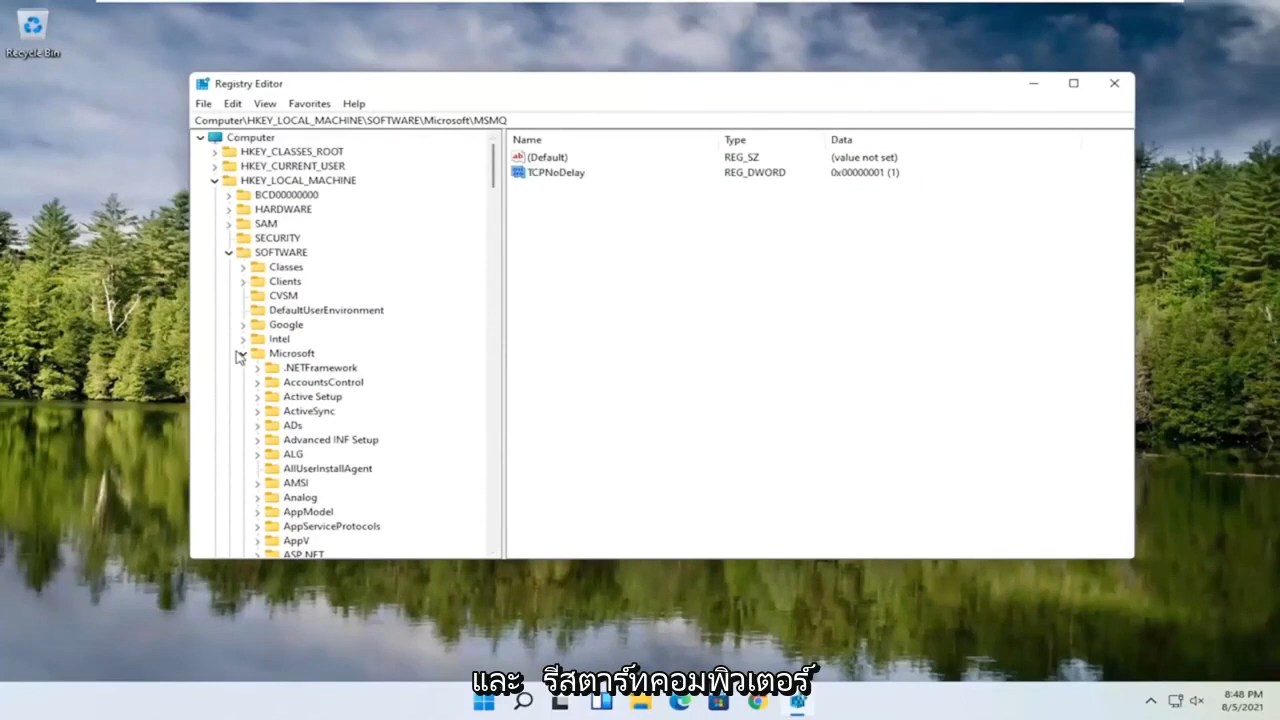 Recycle Bin
Registry Editor
File Edit View Favorites Help
Computer\HKEY_LOCAL_MACHINE\SOFTWARE\Microsoft\MSMQ
Computer
HKEY_CLASSES_ROOT
HKEY_CURRENT_USER
HKEY_LOCAL_MACHINE
BCD00000000
HARDWARE
SAM
SECURITY
SOFTWARE
Classes
Clients
CVSM
DefaultUserEnvironment
Google
Intel
Microsoft
.NETFramework
AccountsControl
Active Setup
ActiveSync
ADs
Advanced INF Setup
ALG
AllUserInstallAgent
AMSI
Analog
AppModel
AppServiceProtocols
AppV
ASP.NET
Name Type Data
(Default) REG_SZ (value not set)
TCPNoDelay REG_DWORD 0x00000001 (1)
และ รีสตาร์ทคอมพิวเตอร์
8:48 PM
8/5/2021